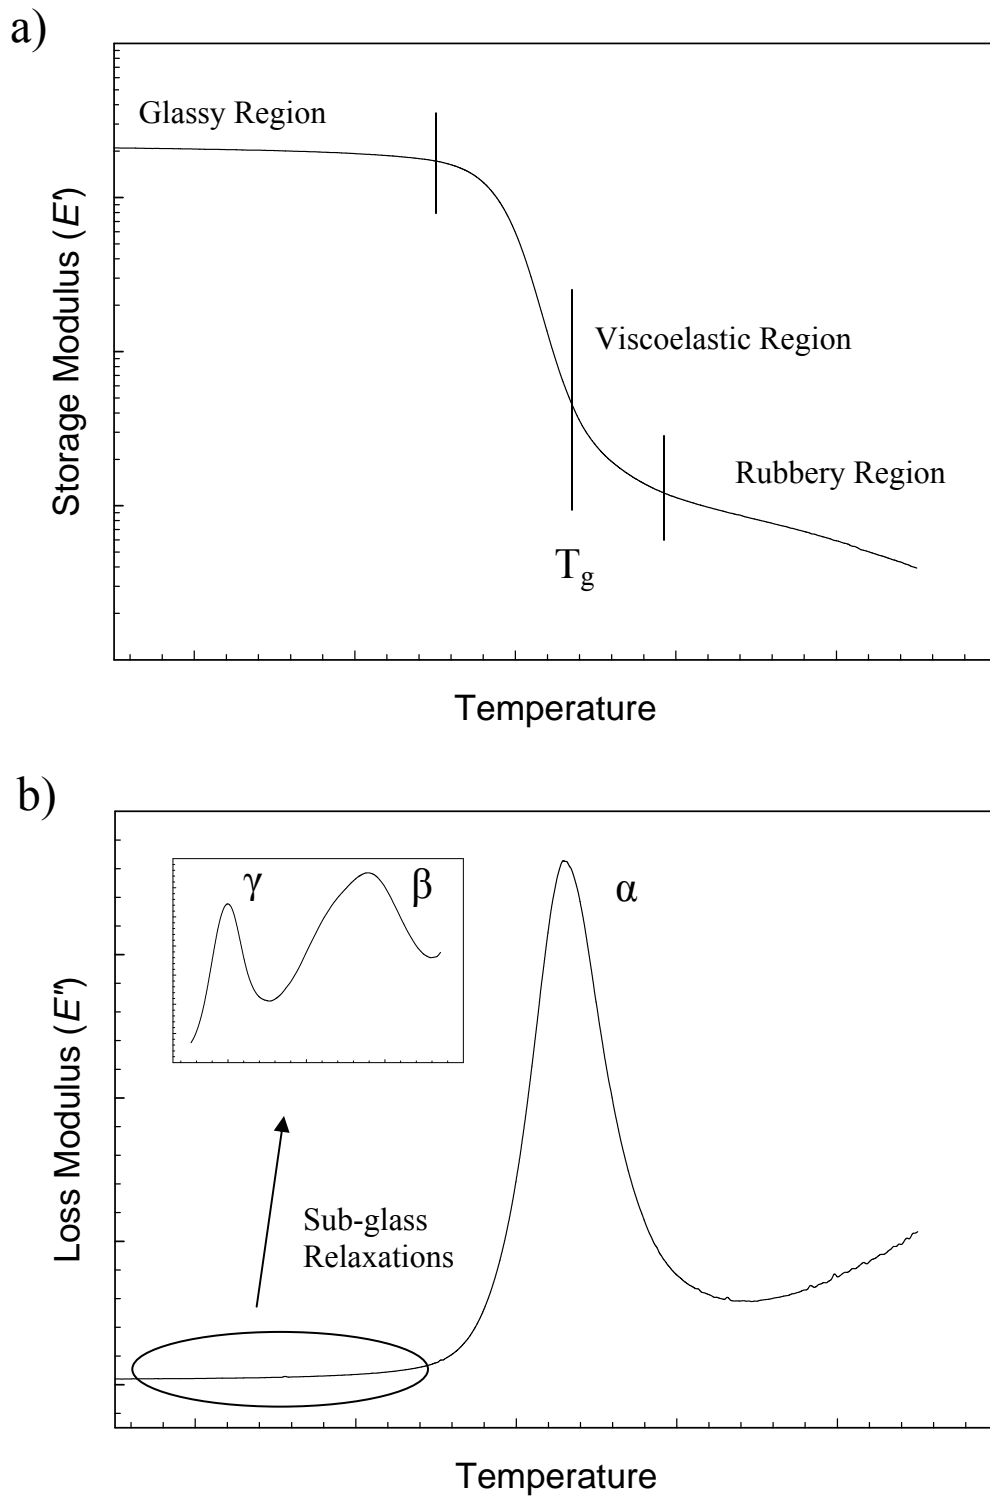 a)
Glassy Region
Storage Modulus (E')
Viscoelastic Region
Rubbery Region
Tg
Temperature
b)
γ
β
α
Loss Modulus (E")
Sub-glass
Relaxations
Temperature